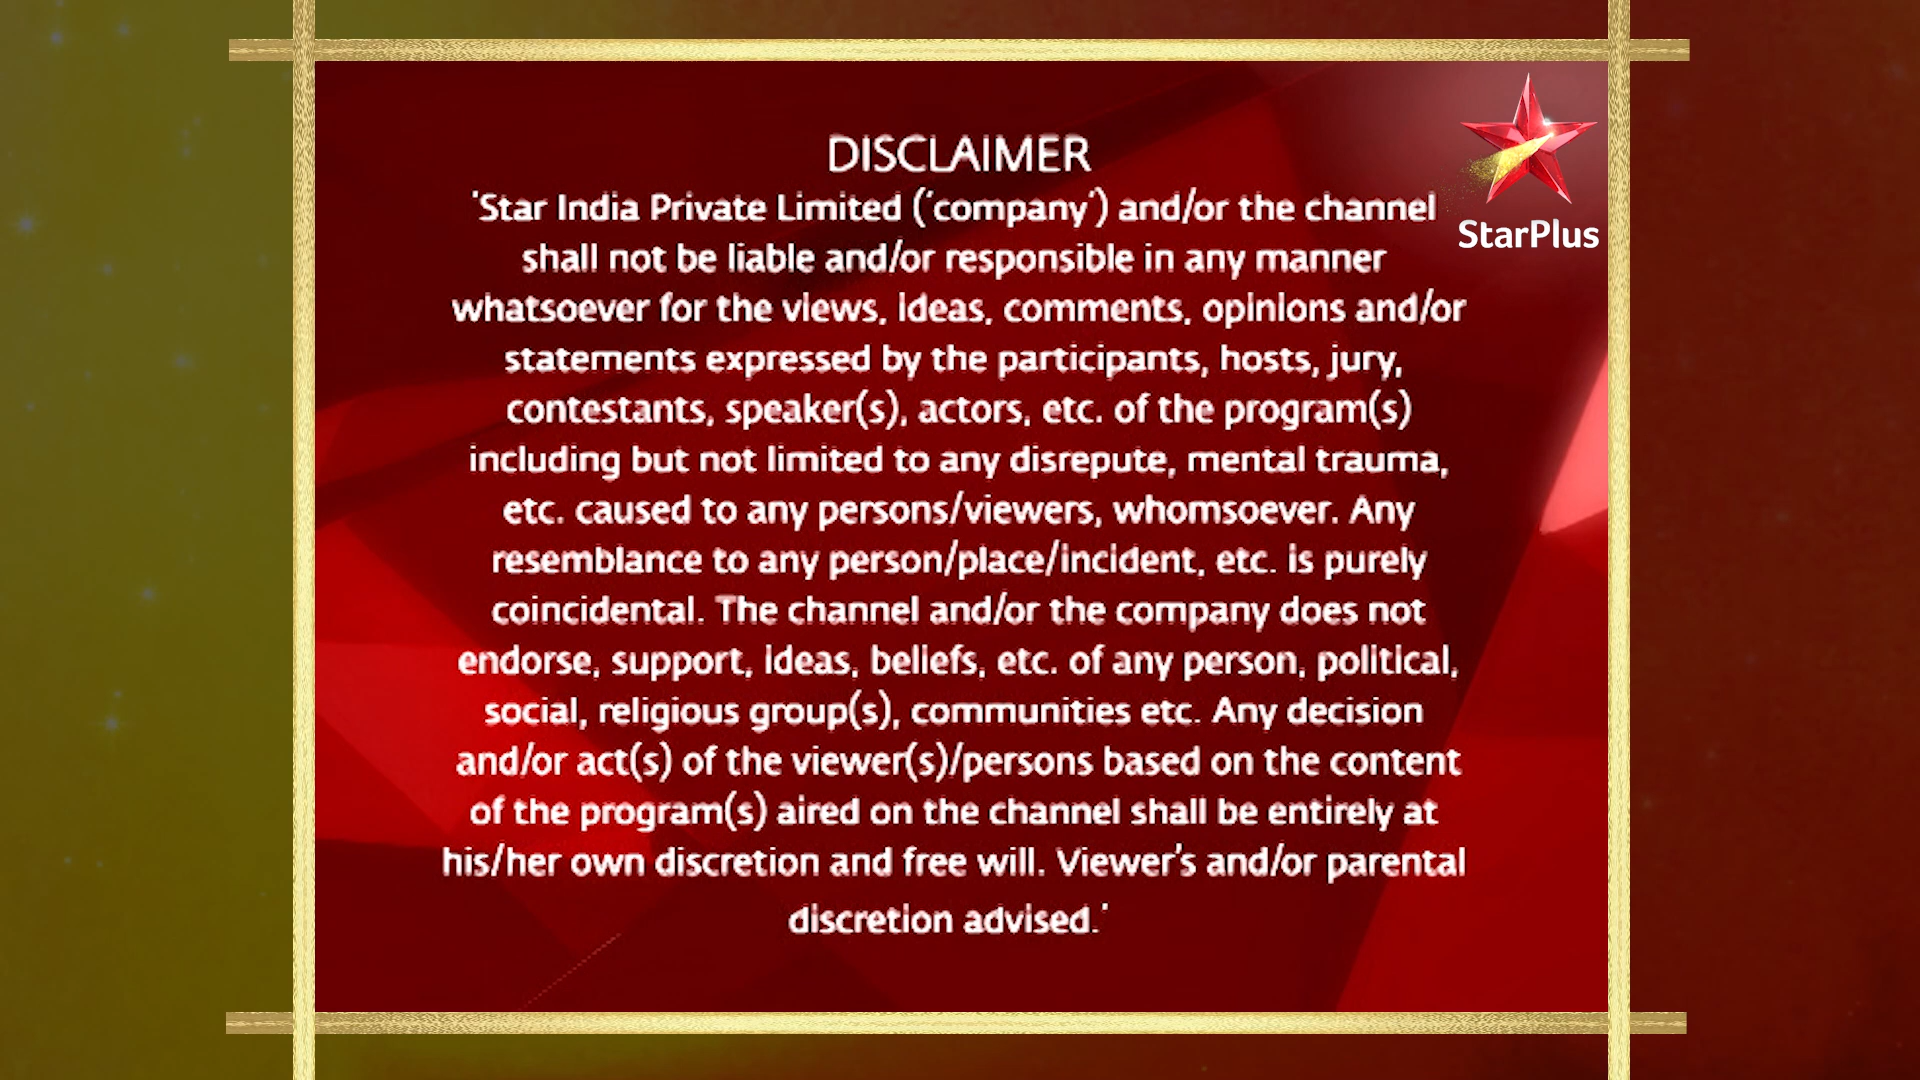 DISCLAIMER
'Star India Private Limited ('company') and/or the channel
shall not be liable and/or responsible in any manner
whatsoever for the views, ideas, comments, opinions and/or
statements expressed by the participants, hosts, jury,
contestants, speaker(s), actors, etc. of the program(s)
including but not limited to any disrepute, mental trauma,
etc. caused to any persons/viewers, whomsoever. Any
resemblance to any person/place/incident, etc. is purely
coincidental. The channel and/or the company does not
endorse, support, ideas, beliefs, etc. of any person, political,
social, religious group(s), communities etc. Any decision
and/or act(s) of the viewer(s)/persons based on the content
of the program(s) aired on the channel shall be entirely at
his/her own discretion and free will. Viewer's and/or parental
discretion advised.'
StarPlus